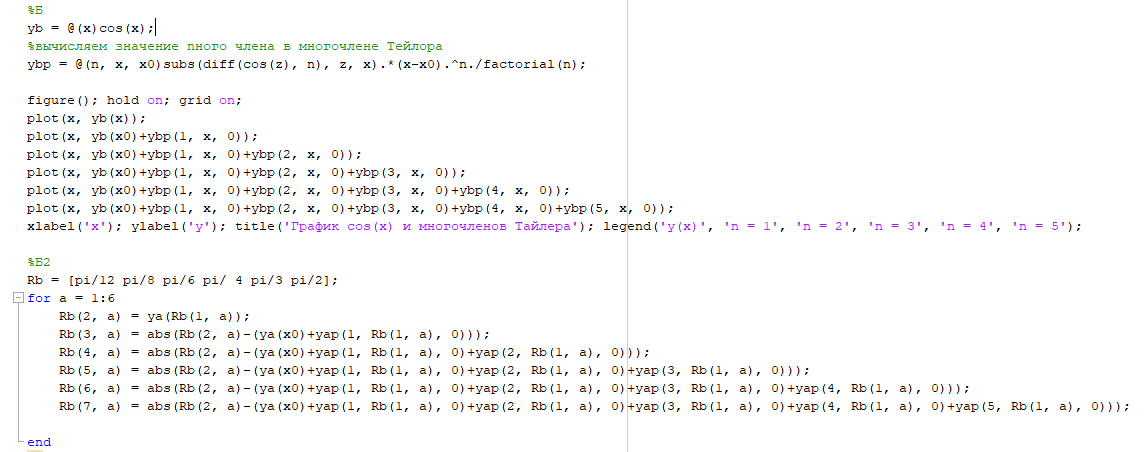 %Б
yb = @(x)cos(x);
%вычисляем значение nного члена в многочлене Тейлора
ybp = @(n, x, x0)subs(diff(cos(z), n), z, x).*(x-x0).^n./factorial(n);
figure(); hold on; grid on;
plot(x, yb(x));
plot(x, yb(x0)+ybp(1, x, 0));
plot(x, yb(x0)+ybp(1, x, 0)+ybp(2, x, 0));
plot(x, yb(x0)+ybp(1, x, 0)+ybp(2, x, 0)+ybp(3, x, 0));
plot(x, yb(x0)+ybp(1, x, 0)+ybp(2, x, 0)+ybp(3, x, 0)+ybp(4, x, 0));
plot(x, yb(x0)+ybp(1, x, 0)+ybp(2, x, 0)+ybp(3, x, 0)+ybp(4, x, 0)+ybp(5, x, 0));
xlabel('x'); ylabel('y'); title('График cos(x) и многочленов Тайлера'); legend('y(x)', 'n = 1', 'n = 2', 'n = 3', 'n = 4', 'n = 5');
%Б2
Rb = [pi/12 pi/8 pi/6 pi/ 4 pi/3 pi/2];
for a = 1:6
Rb(2, a) = ya(Rb(1, a));
Rb(3, a) = abs(Rb(2, a)-(ya(x0)+yap(1, Rb(1, a), 0)));
Rb(4, a) = abs(Rb(2, a)-(ya(x0)+yap(1, Rb(1, a), 0)+yap(2, Rb(1, a), 0)));
Rb(5, a) = abs(Rb(2, a)-(ya(x0)+yap(1, Rb(1, a), 0)+yap(2, Rb(1, a), 0)+yap(3, Rb(1, a), 0)));
Rb(6, a) = abs(Rb(2, a)-(ya(x0)+yap(1, Rb(1, a), 0)+yap(2, Rb(1, a), 0)+yap(3, Rb(1, a), 0)+yap(4, Rb(1, a), 0)));
Rb(7, a) = abs(Rb(2, a)-(ya(x0)+yap(1, Rb(1, a), 0)+yap(2, Rb(1, a), 0)+yap(3, Rb(1, a), 0)+yap(4, Rb(1, a), 0)+yap(5, Rb(1, a), 0)));
end